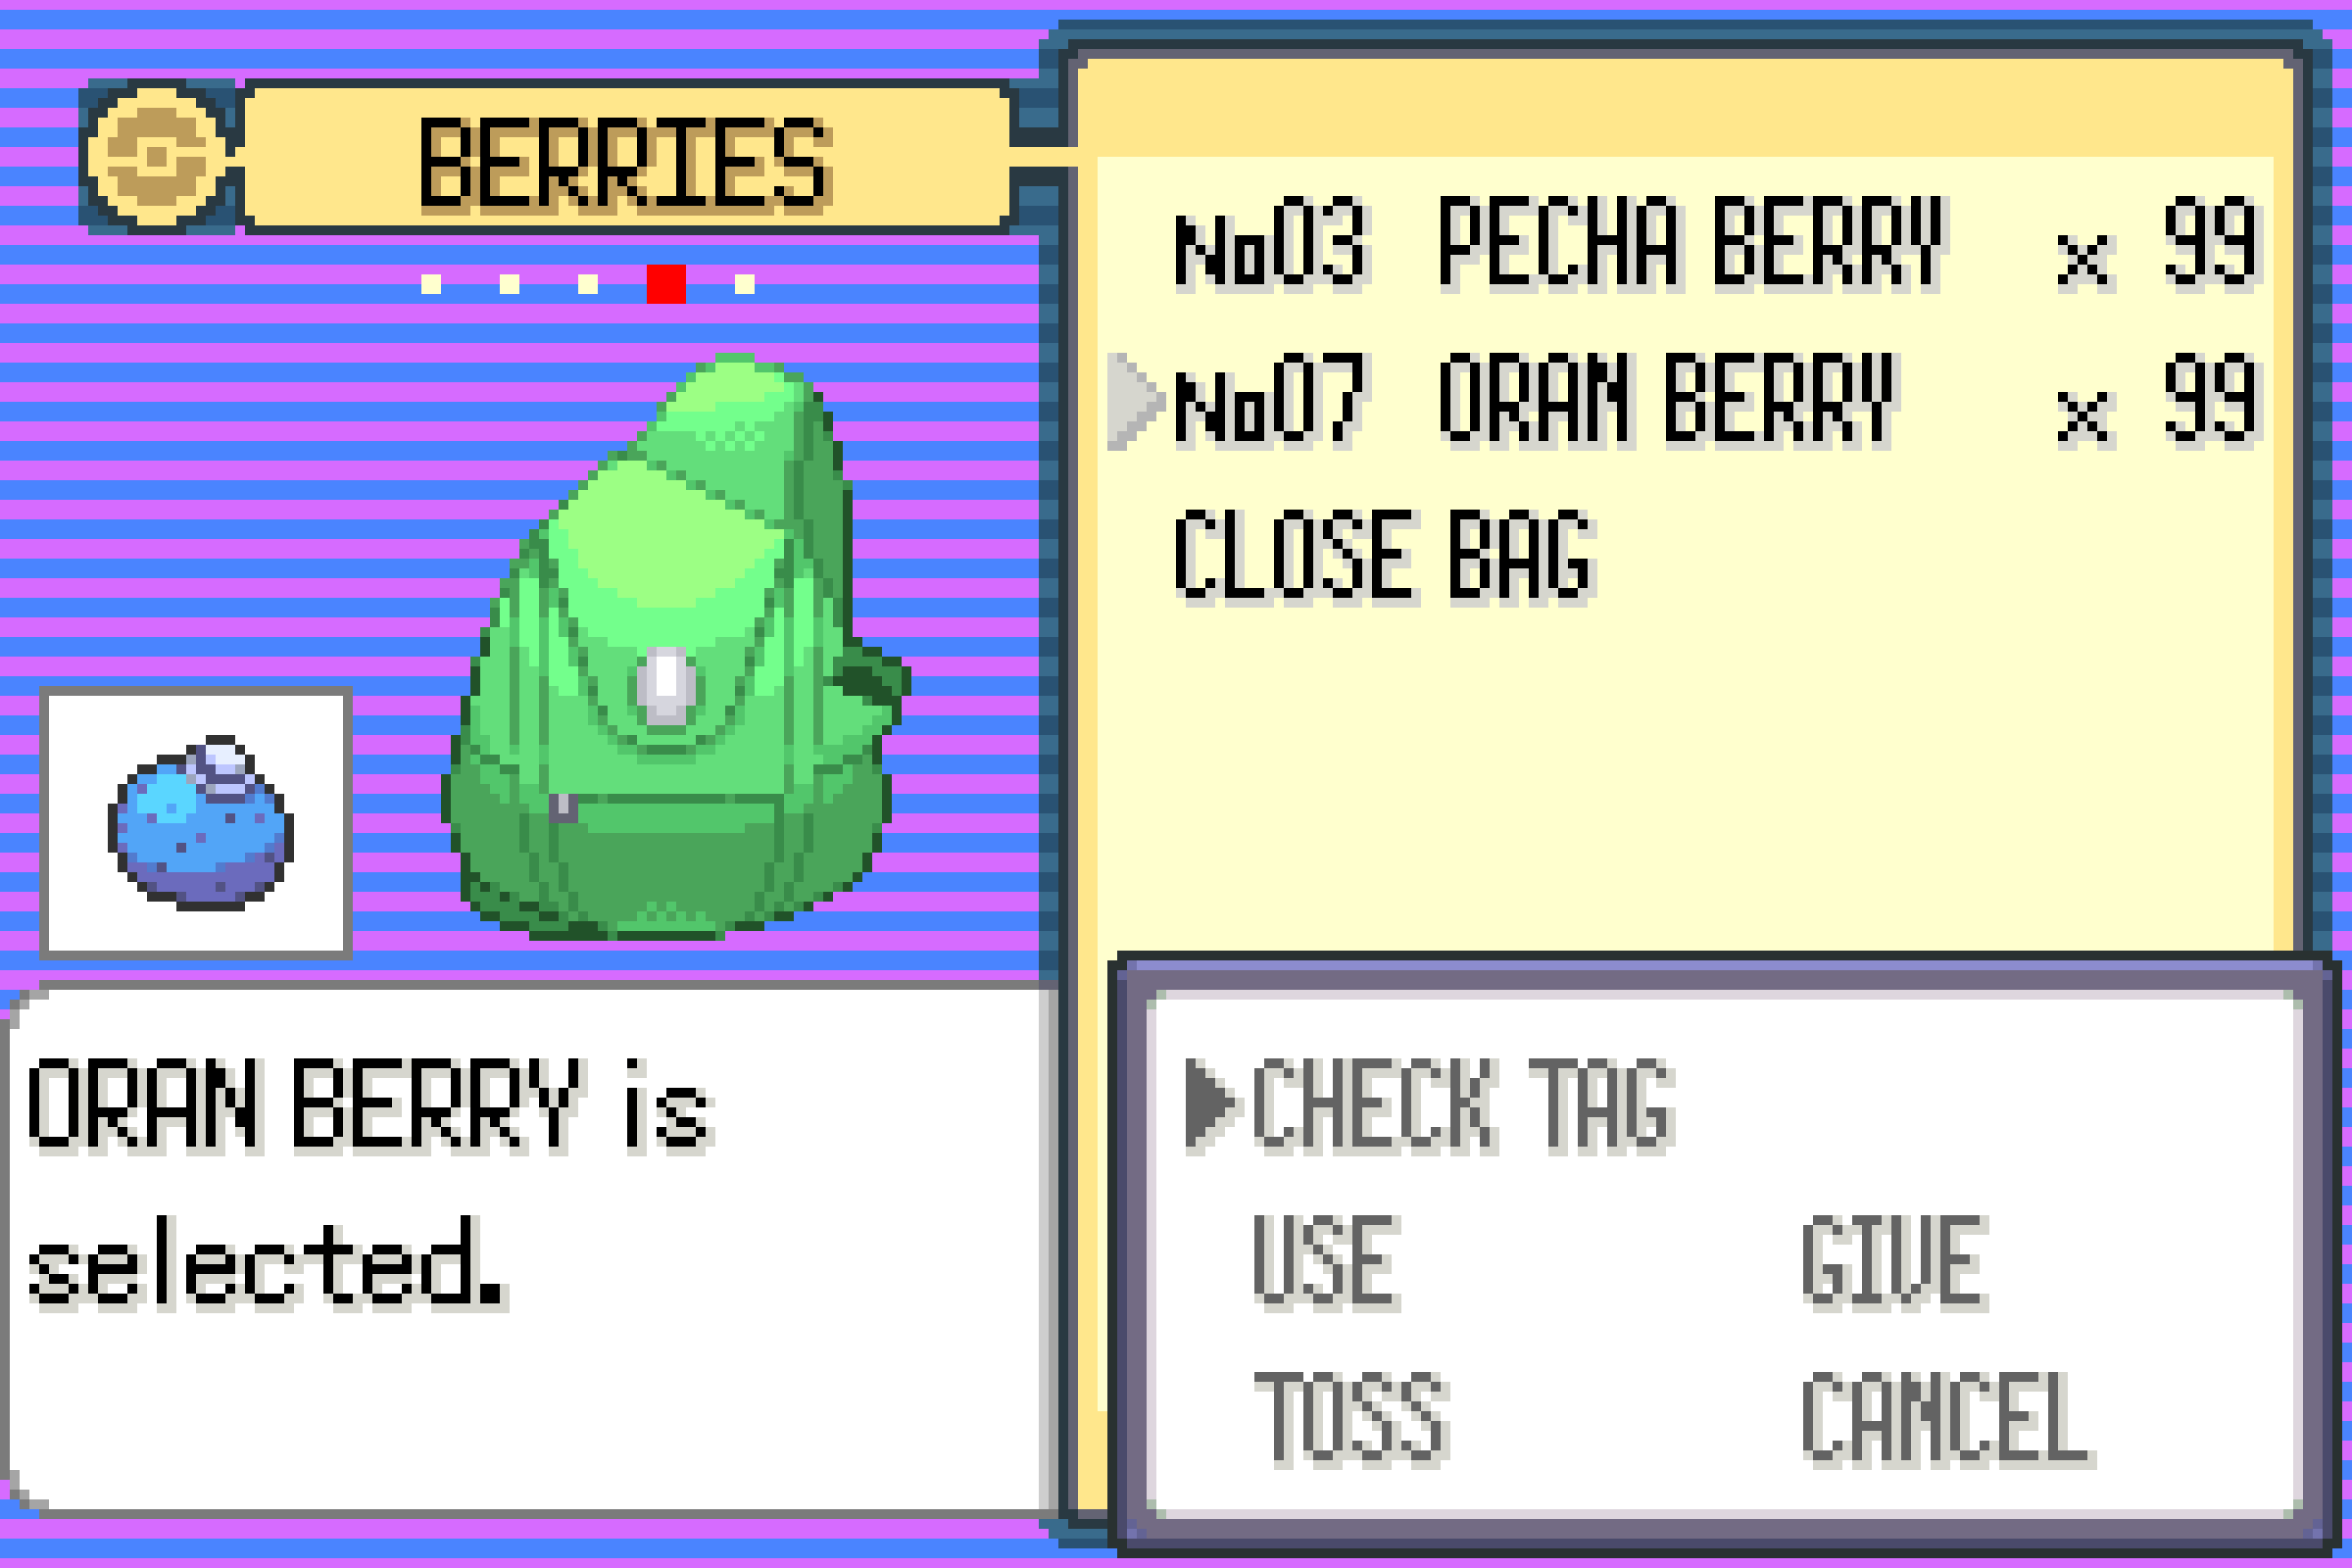 BERRIES
No03 PECHA BERRY x 99
No07 ORAN BERRY x 99
CLOSE BAG
ORAN BERRY is
selected.
CHECK TAG
USE GIVE
TOSS CANCEL